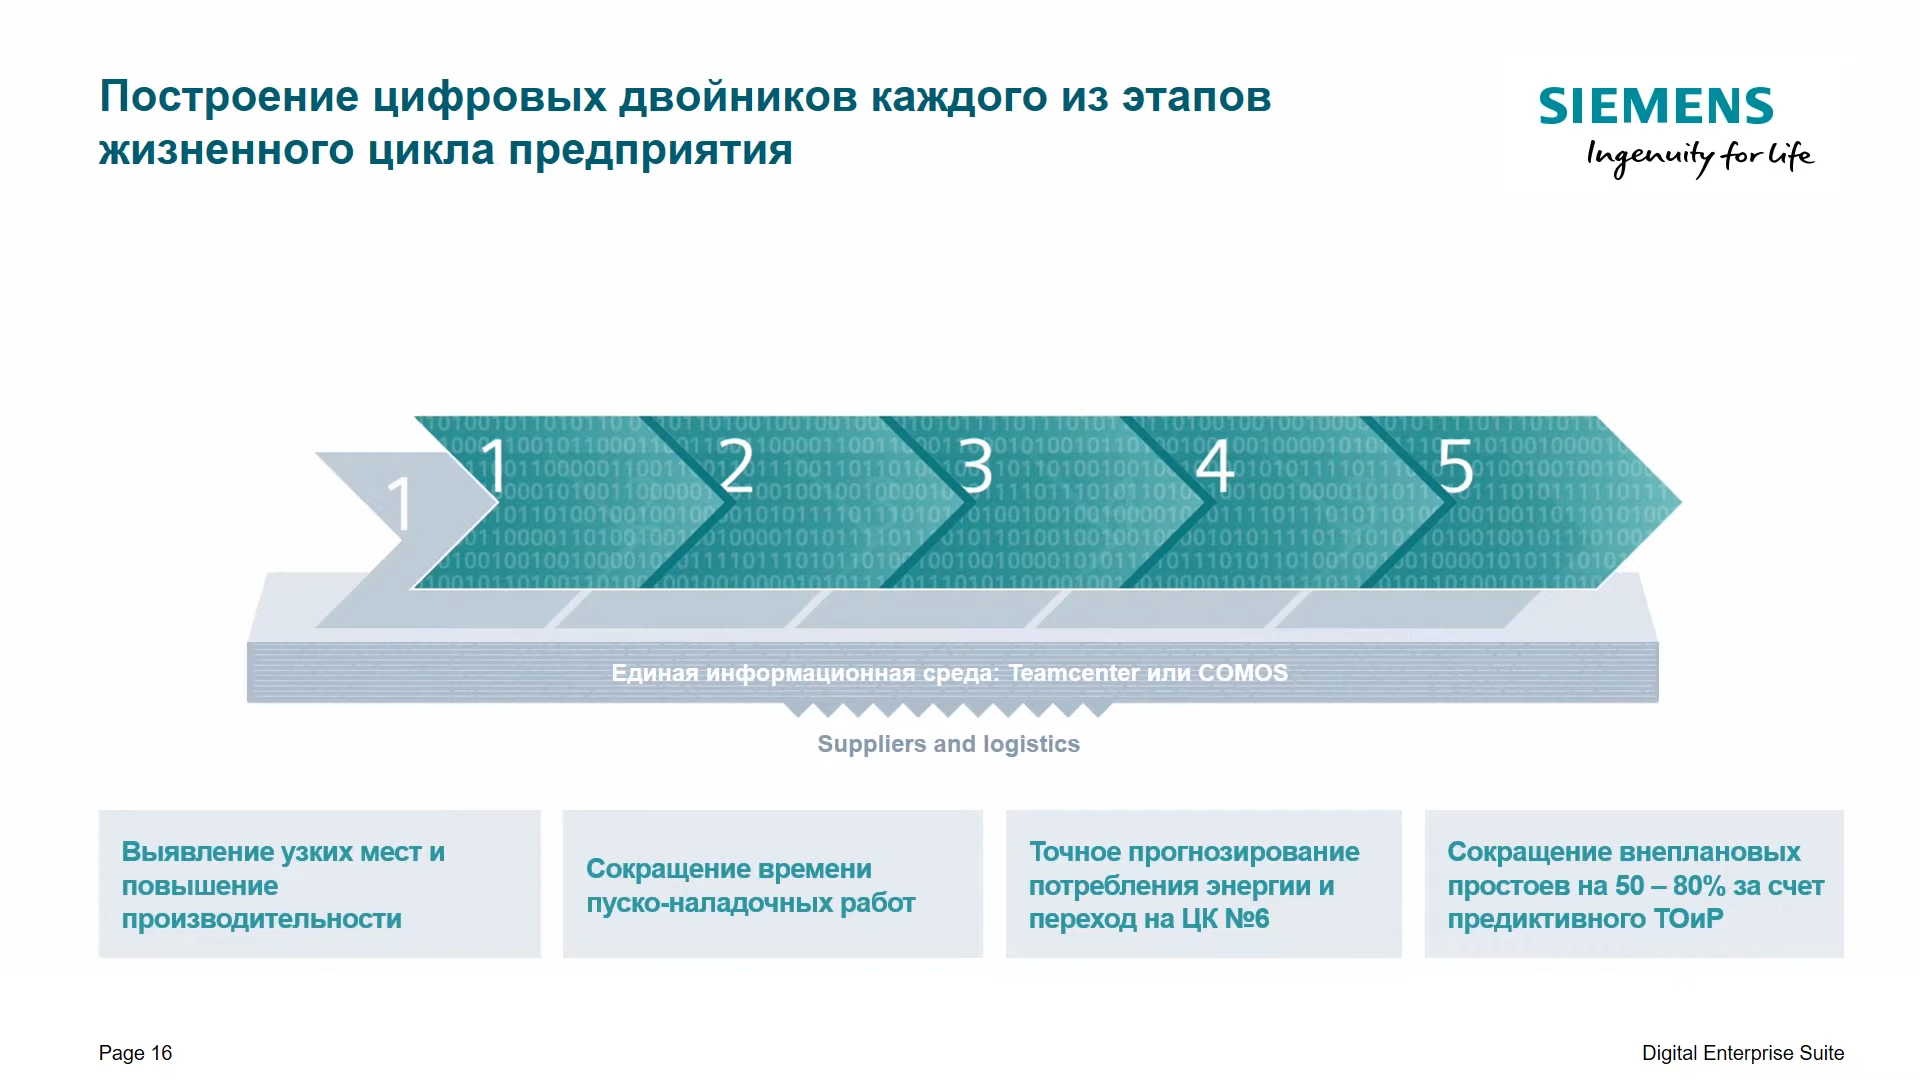 Построение цифровых двойников каждого из этапов
жизненного цикла предприятия
SIEMENS
Ingenuity for life
1
1
2
3
4
5
Единая информационная среда: Teamcenter или COMOS
Suppliers and logistics
Выявление узких мест и
повышение
производительности
Сокращение времени
пуско-наладочных работ
Точное прогнозирование
потребления энергии и
переход на ЦК №6
Сокращение внеплановых
простоев на 50 – 80% за счет
предиктивного ТОиР
Page 16
Digital Enterprise Suite